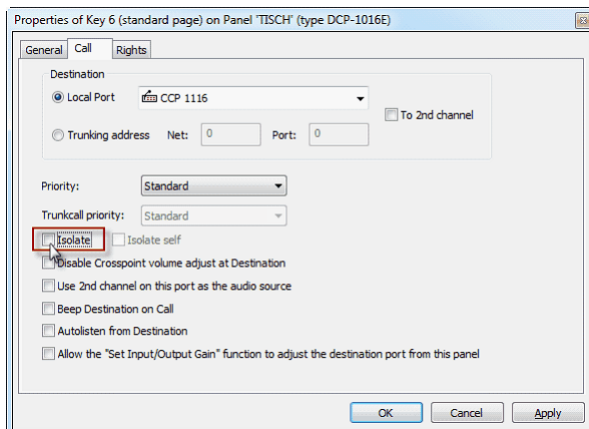 Properties of Key 6 (standard page) on Panel 'TISCH' (type DCP-1016E)
General Call Rights
Destination
Local Port CCP 1116
To 2nd channel
Trunking address Net: 0 Port: 0
Priority: Standard
Trunkcall priority: Standard
Isolate Isolate self
Disable Crosspoint volume adjust at Destination
Use 2nd channel on this port as the audio source
Beep Destination on Call
Autolisten from Destination
Allow the "Set Input/Output Gain" function to adjust the destination port from this panel
OK Cancel Apply